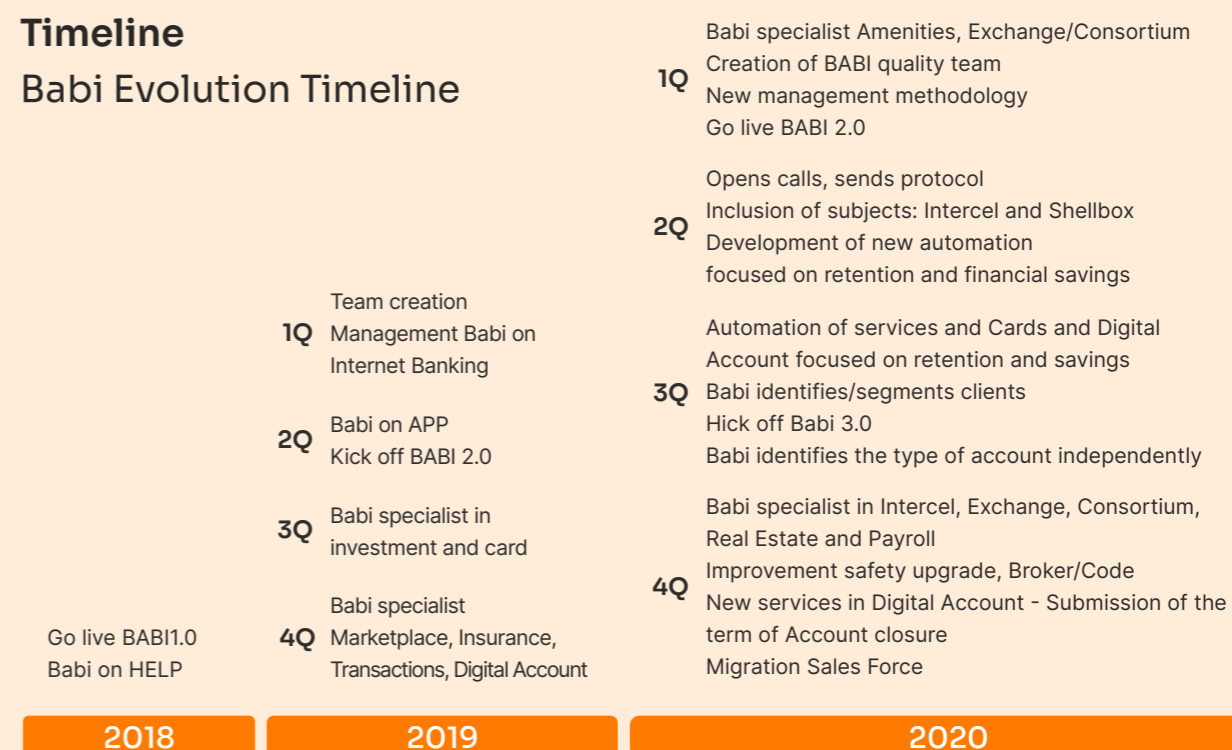 Timeline
Babi Evolution Timeline
Go live BABI1.0
Babi on HELP
2018
1Q
Team creation
Management Babi on
Internet Banking
2Q
Babi on APP
Kick off BABI 2.0
3Q
Babi specialist in
investment and card
4Q
Babi specialist
Marketplace, Insurance,
Transactions, Digital Account
2019
1Q
Babi specialist Amenities, Exchange/Consortium
Creation of BABI quality team
New management methodology
Go live BABI 2.0
2Q
Opens calls, sends protocol
Inclusion of subjects: Intercel and Shellbox
Development of new automation
focused on retention and financial savings
3Q
Automation of services and Cards and Digital
Account focused on retention and savings
Babi identifies/segments clients
Hick off Babi 3.0
Babi identifies the type of account independently
4Q
Babi specialist in Intercel, Exchange, Consortium,
Real Estate and Payroll
Improvement safety upgrade, Broker/Code
New services in Digital Account - Submission of the
term of Account closure
Migration Sales Force
2020